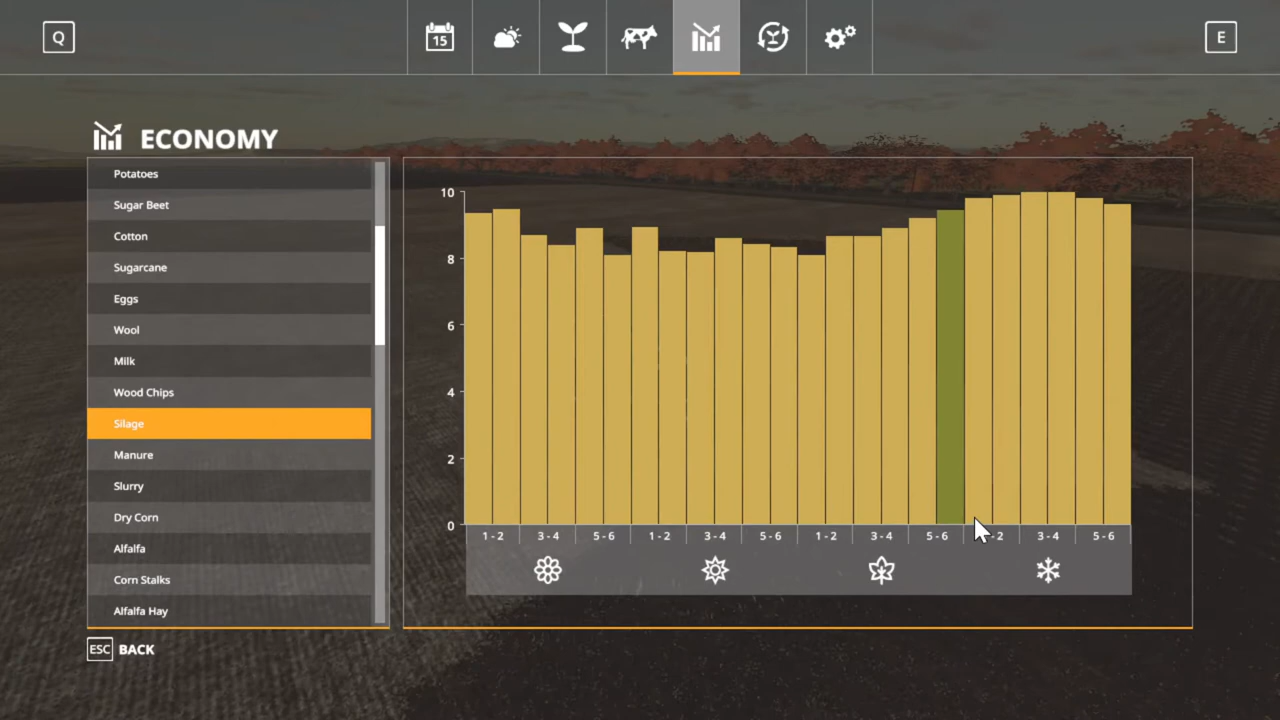 Q
15
E
ECONOMY
Potatoes
Sugar Beet
Cotton
Sugarcane
Eggs
Wool
Milk
Wood Chips
Silage
Manure
Slurry
Dry Corn
Alfalfa
Corn Stalks
Alfalfa Hay
10
8
6
4
2
0
1 - 2 3 - 4 5 - 6 1 - 2 3 - 4 5 - 6 1 - 2 3 - 4 5 - 6 - 2 3 - 4 5 - 6
ESC BACK